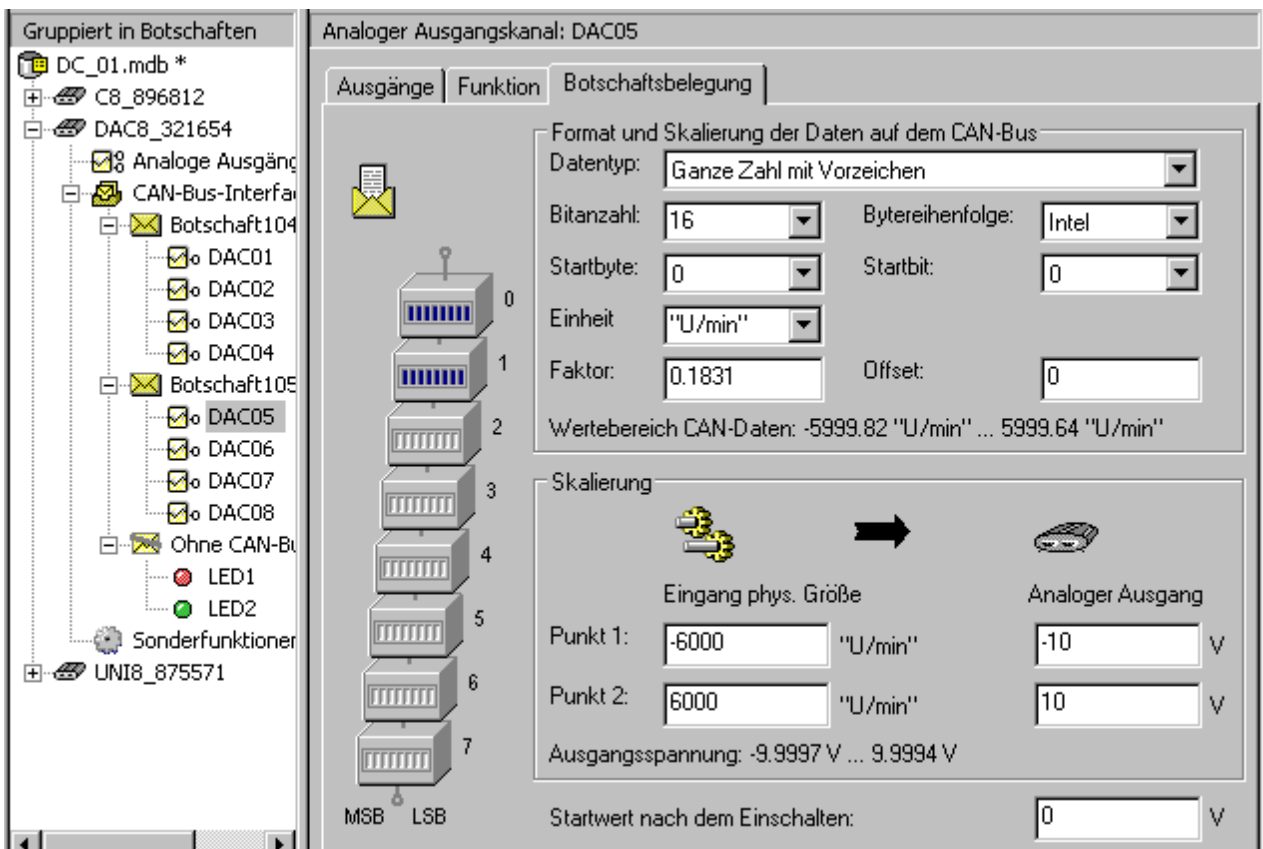 Gruppiert in Botschaften
DC_01.mdb *
C8_896812
DAC8_321654
Analoge Ausgäng
CAN-Bus-Interfa
Botschaft104
DAC01
DAC02
DAC03
DAC04
Botschaft105
DAC05
DAC06
DAC07
DAC08
Ohne CAN-Bu
LED1
LED2
Sonderfunktioner
UNI8_875571
Analoger Ausgangskanal: DAC05
Ausgänge Funktion Botschaftsbelegung
Format und Skalierung der Daten auf dem CAN-Bus
Datentyp: Ganze Zahl mit Vorzeichen
Bitanzahl: 16 Bytereihenfolge: Intel
Startbyte: 0 Startbit: 0
Einheit "U/min"
Faktor: 0.1831 Offset: 0
Wertebereich CAN-Daten: -5999.82 "U/min" ... 5999.64 "U/min"
0
1
2
3
4
5
6
7
MSB LSB
Skalierung
Eingang phys. Größe Analoger Ausgang
Punkt 1: -6000 "U/min" -10 V
Punkt 2: 6000 "U/min" 10 V
Ausgangsspannung: -9.9997 V ... 9.9994 V
Startwert nach dem Einschalten: 0 V